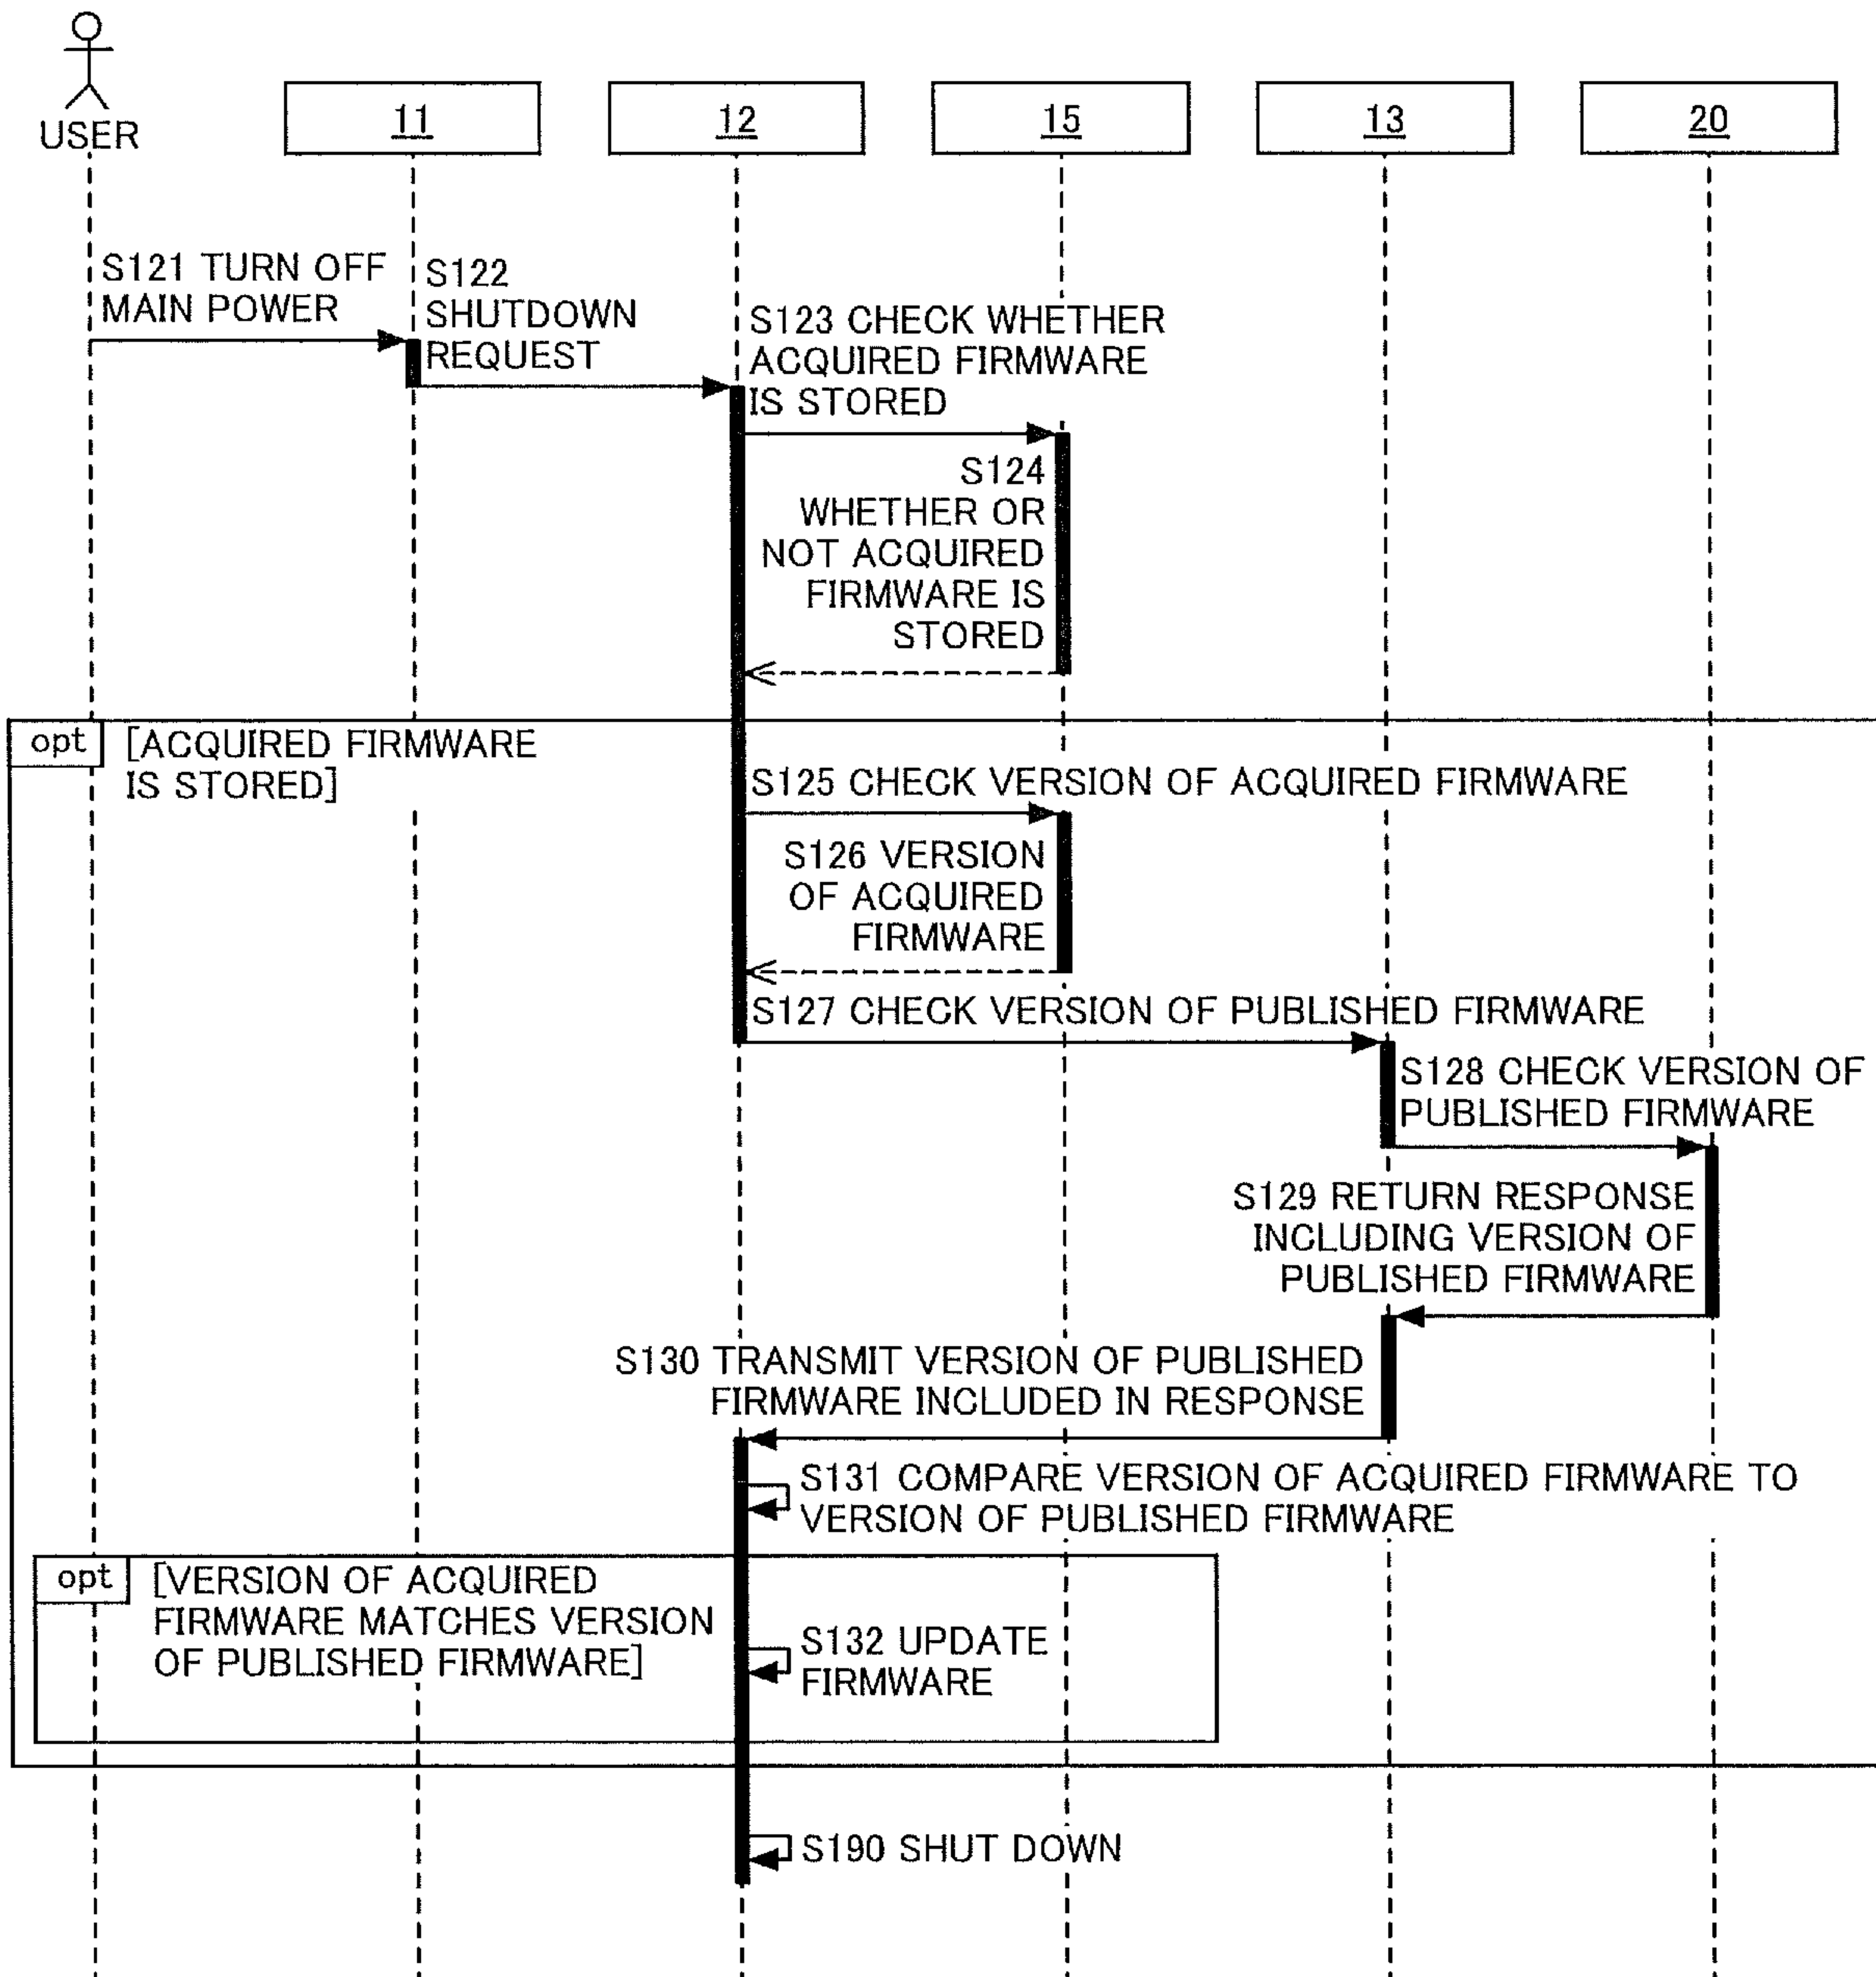 USER
11
12
15
13
20
S121 TURN OFF
MAIN POWER
S122
SHUTDOWN
REQUEST
S123 CHECK WHETHER
ACQUIRED FIRMWARE
IS STORED
S124
WHETHER OR
NOT ACQUIRED
FIRMWARE IS
STORED
opt
[ACQUIRED FIRMWARE
IS STORED]
S125 CHECK VERSION OF ACQUIRED FIRMWARE
S126 VERSION
OF ACQUIRED
FIRMWARE
S127 CHECK VERSION OF PUBLISHED FIRMWARE
S128 CHECK VERSION OF
PUBLISHED FIRMWARE
S129 RETURN RESPONSE
INCLUDING VERSION OF
PUBLISHED FIRMWARE
S130 TRANSMIT VERSION OF PUBLISHED
FIRMWARE INCLUDED IN RESPONSE
S131 COMPARE VERSION OF ACQUIRED FIRMWARE TO
VERSION OF PUBLISHED FIRMWARE
opt
[VERSION OF ACQUIRED
FIRMWARE MATCHES VERSION
OF PUBLISHED FIRMWARE]
S132 UPDATE
FIRMWARE
S190 SHUT DOWN